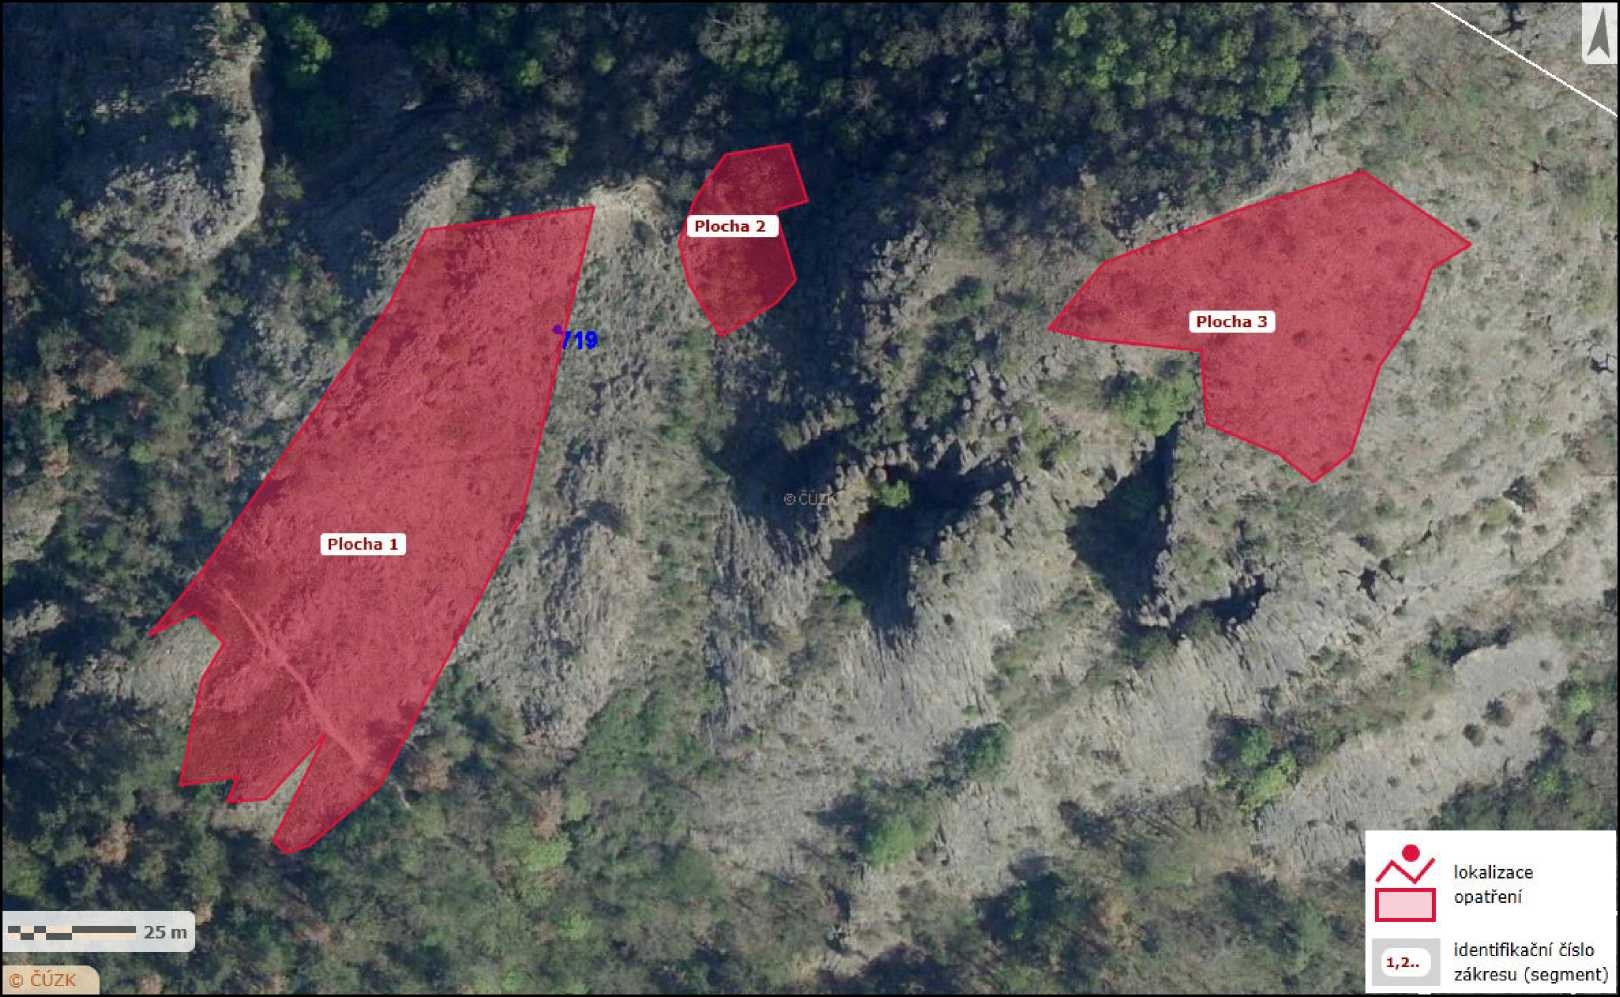 Plocha 2
Plocha 3
719
© ČÚZK
Plocha 1
lokalizace
opatření
25 m
1,2..
identifikační číslo
zákresu (segment)
© ČÚZK